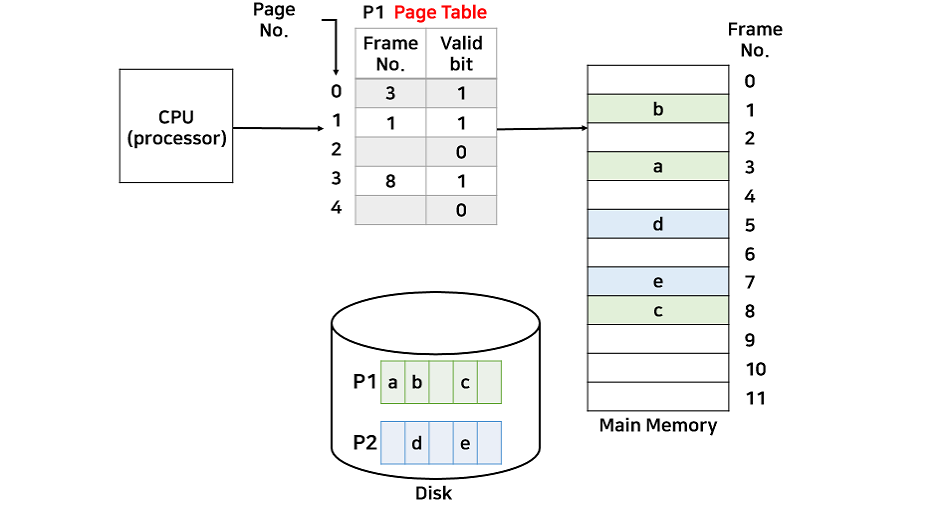 Page
No.
P1 Page Table
Frame
No.
Valid
bit
0 3 1
1 1 1
2 0
3 8 1
4 0
CPU
(processor)
Frame
No.
0
b 1
2
a 3
4
d 5
6
e 7
c 8
9
10
11
Main Memory
P1 a b c
P2 d e
Disk